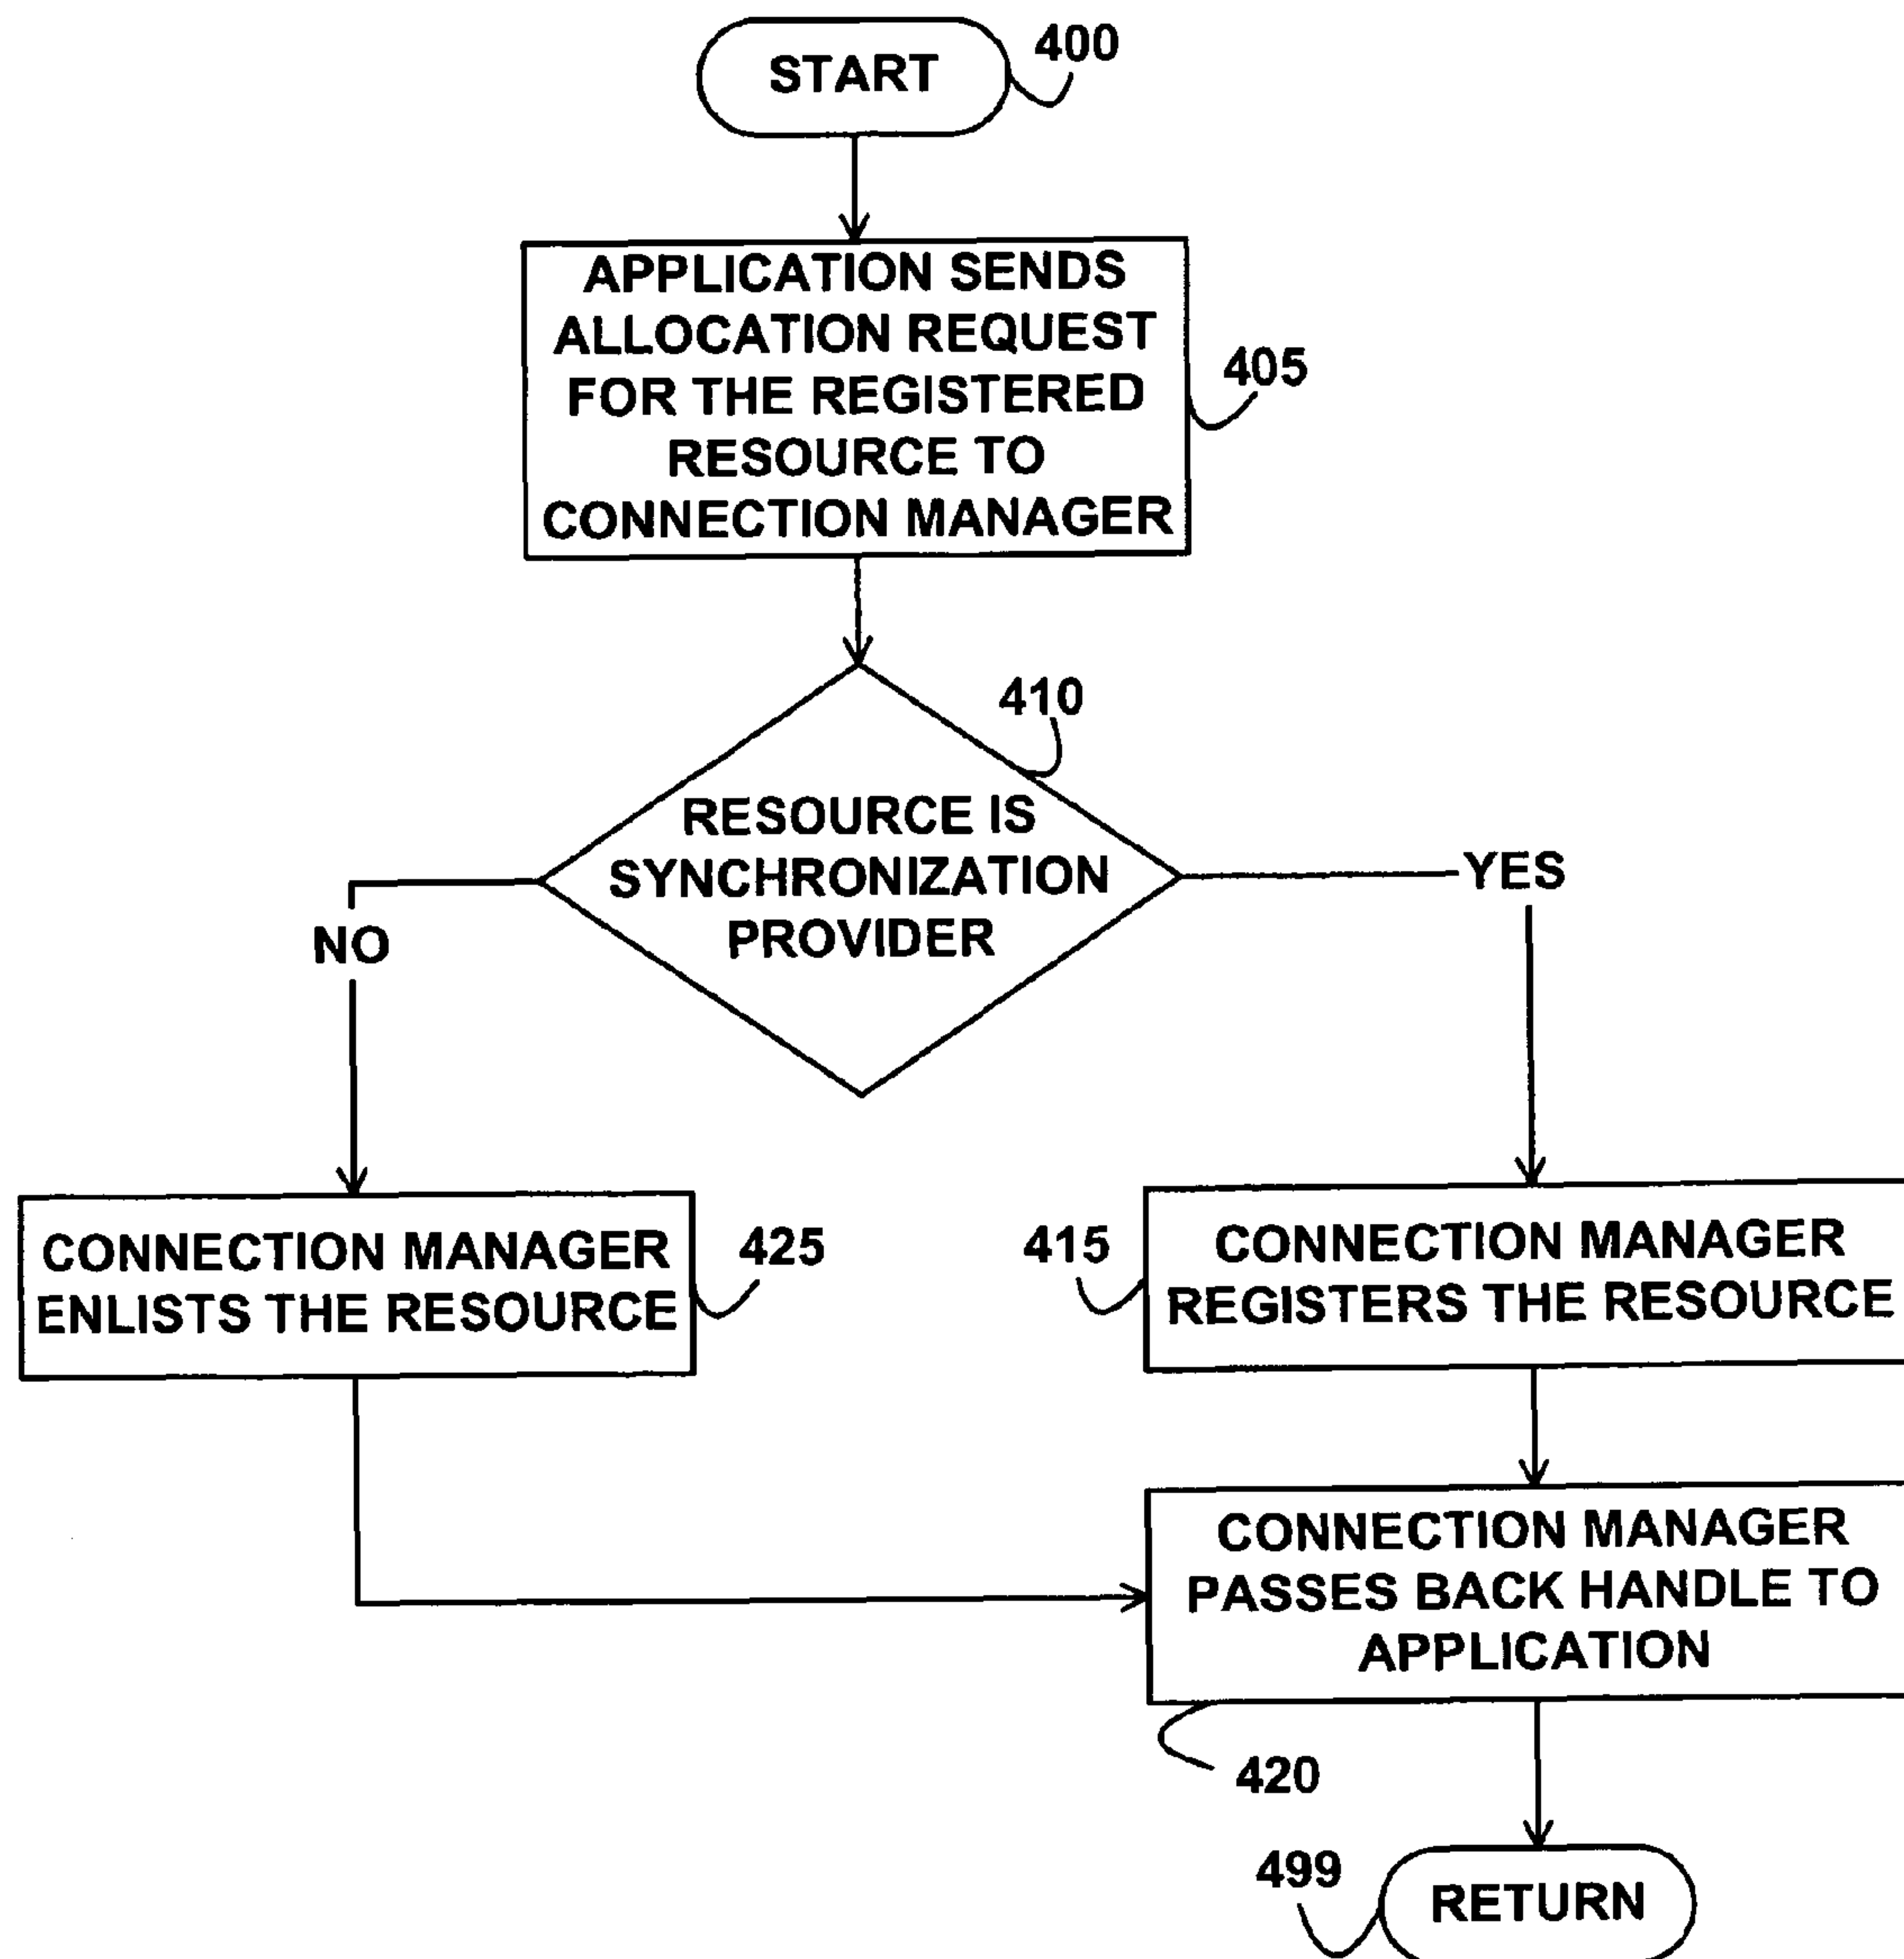 START
400
APPLICATION SENDS
ALLOCATION REQUEST
FOR THE REGISTERED
RESOURCE TO
CONNECTION MANAGER
405
410
RESOURCE IS
SYNCHRONIZATION
PROVIDER
NO
YES
CONNECTION MANAGER
ENLISTS THE RESOURCE
425
415
CONNECTION MANAGER
REGISTERS THE RESOURCE
CONNECTION MANAGER
PASSES BACK HANDLE TO
APPLICATION
420
499
RETURN